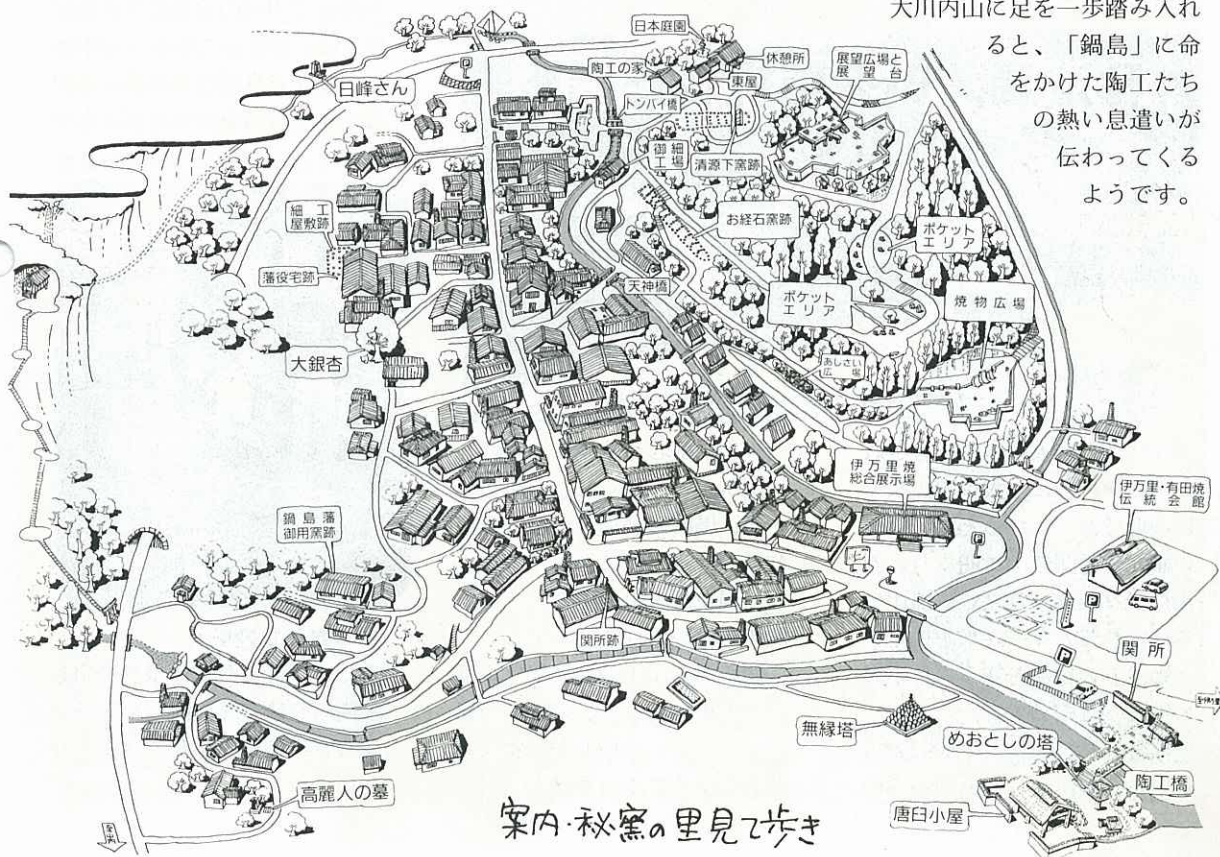 大川内山に足を一歩踏み入れ
ると、「鍋島」に命
をかけた陶工たち
の熱い息遣いが
伝わってくる
ようです。
日本庭園
休憩所
陶工の家
東屋
展望広場と
展望台
トンバイ橋
日峰さん
P
御細
工場
清源下窯跡
お経石窯跡
ポケット
エリア
細工
屋敷跡
藩役宅跡
天神橋
ポケット
エリア
焼物広場
大銀杏
あじさい
広場
伊万里焼
総合展示場
伊万里・有田焼
伝統会館
鍋島藩
御用窯跡
P
P
関所跡
関所
P
無縁塔
めおとしの塔
陶工橋
高麗人の墓
唐臼小屋
案内・秘窯の里見て歩き